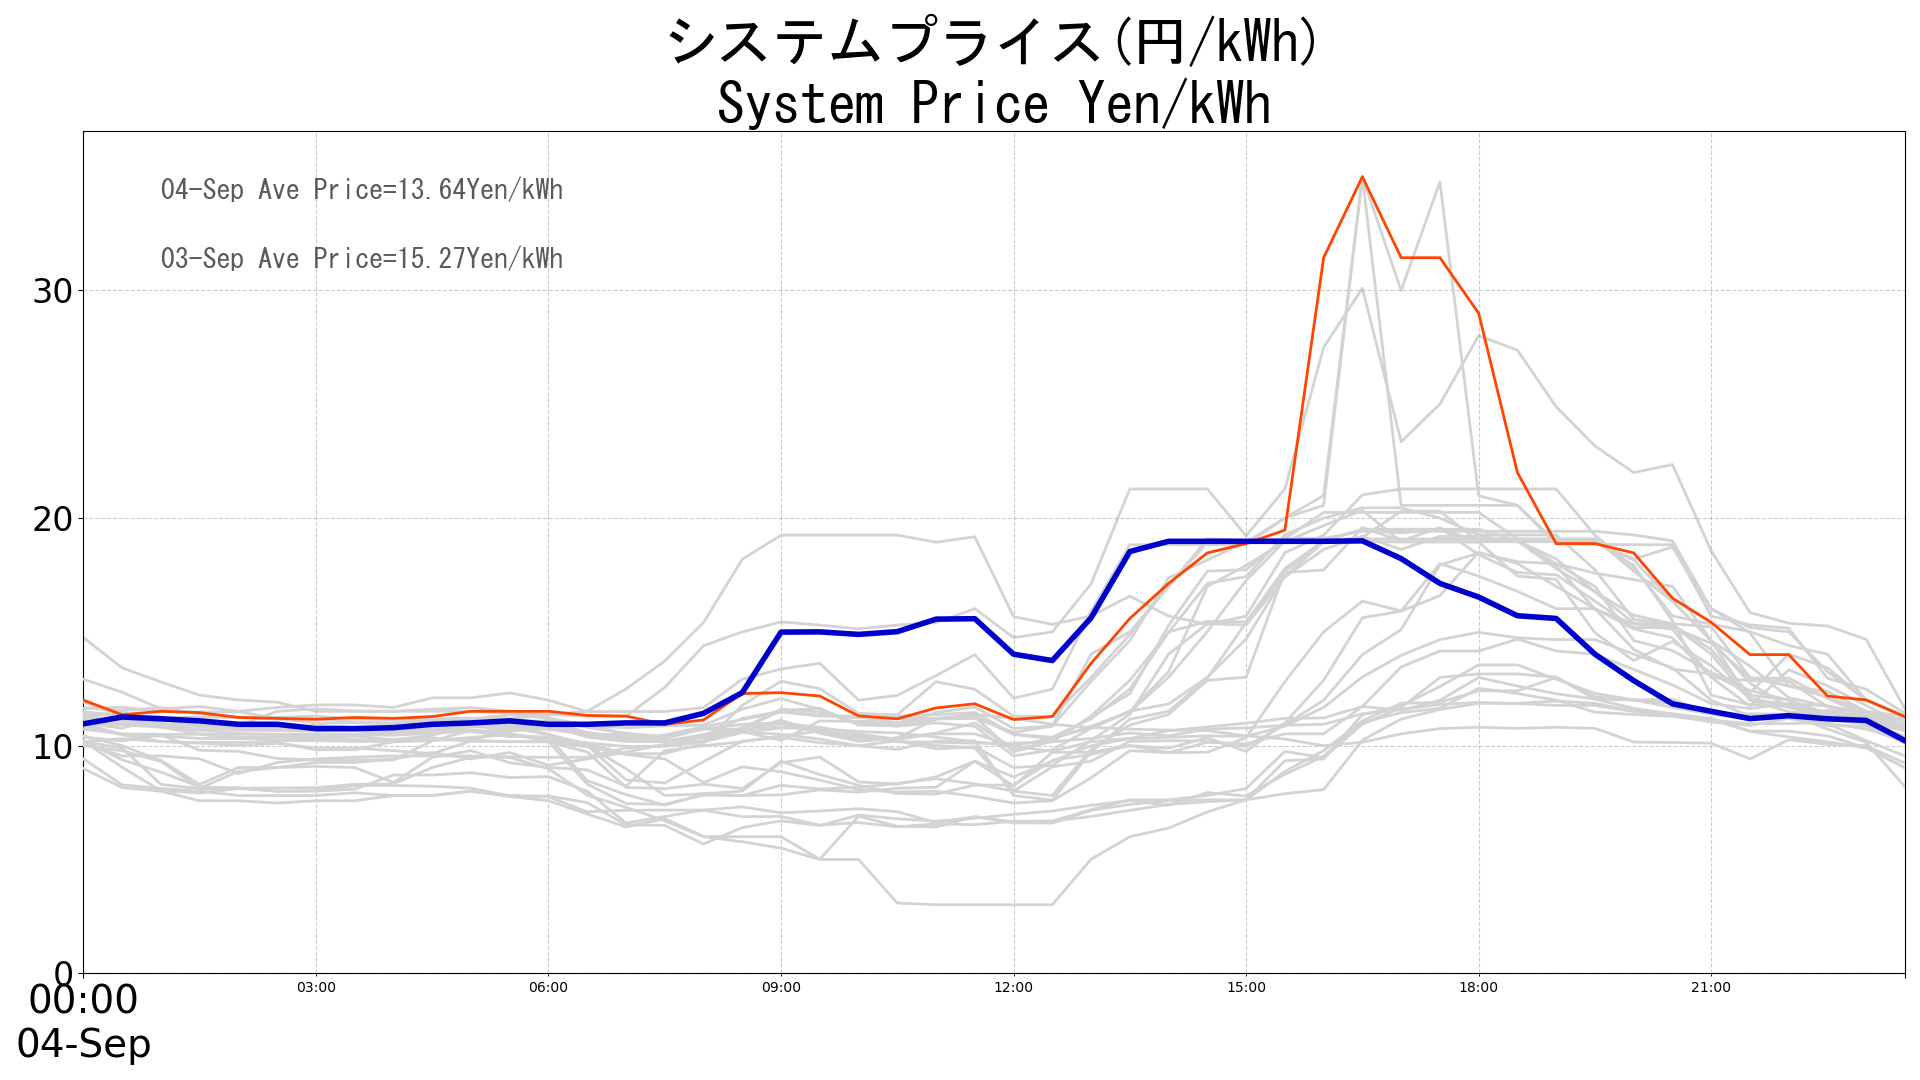 システムプライス(円/kWh)
System Price Yen/kWh
04-Sep Ave Price=13.64Yen/kWh
03-Sep Ave Price=15.27Yen/kWh
30
20
10
0
00:00 03:00 06:00 09:00 12:00 15:00 18:00 21:00
04-Sep